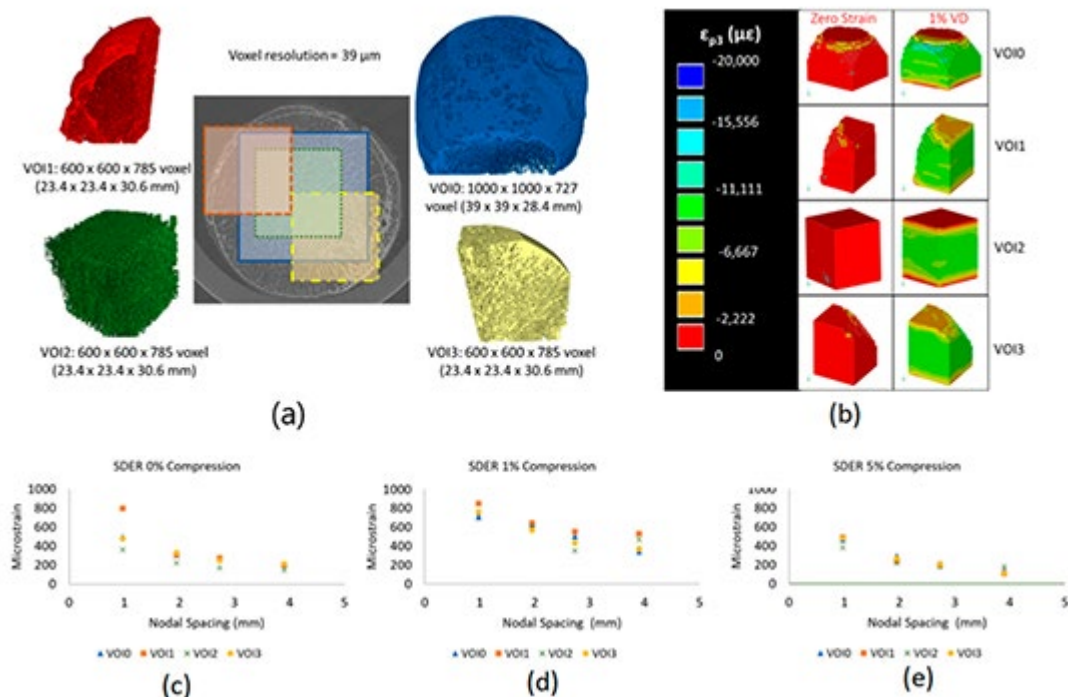 Voxel resolution = 39 µm
VOI1: 600 x 600 x 785 voxel
(23.4 x 23.4 x 30.6 mm)
VOI0: 1000 x 1000 x 727
voxel (39 x 39 x 28.4 mm)
VOI2: 600 x 600 x 785 voxel
(23.4 x 23.4 x 30.6 mm)
VOI3: 600 x 600 x 785 voxel
(23.4 x 23.4 x 30.6 mm)
(a)
εp3 (µε)
-20,000
-15,556
-11,111
-6,667
-2,222
0
Zero Strain
1% VD
VOI0
VOI1
VOI2
VOI3
(b)
SDER 0% Compression
Microstrain
1000
800
600
400
200
0
0 1 2 3 4 5
Nodal Spacing (mm)
VOI0 VOI1 VOI2 VOI3
(c)
SDER 1% Compression
Microstrain
1000
800
600
400
200
0
0 1 2 3 4 5
Nodal Spacing (mm)
VOI0 VOI1 VOI2 VOI3
(d)
SDER 5% Compression
Microstrain
1000
800
600
400
200
0
0 1 2 3 4 5
Nodal Spacing (mm)
VOI0 VOI1 VOI2 VOI3
(e)